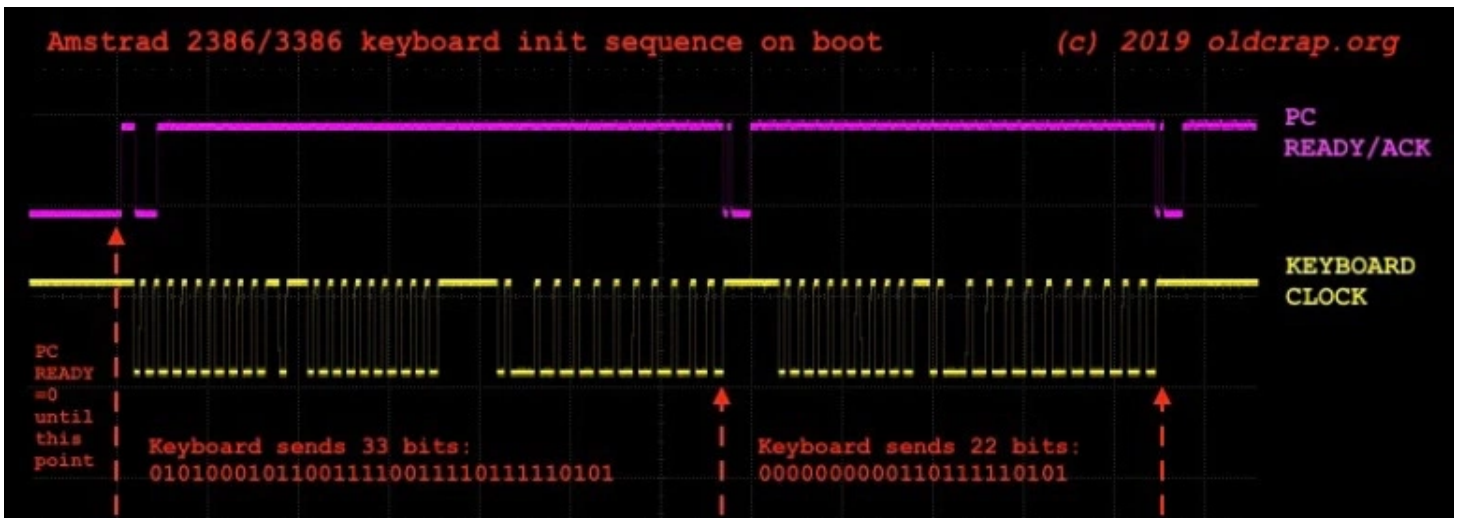 Amstrad 2386/3386 keyboard init sequence on boot
(c) 2019 oldcrap.org
PC
READY/ACK
KEYBOARD
CLOCK
PC
READY
=0
until
this
point
Keyboard sends 33 bits:
010100010110011110011110111110101
Keyboard sends 22 bits:
0000000000110111110101